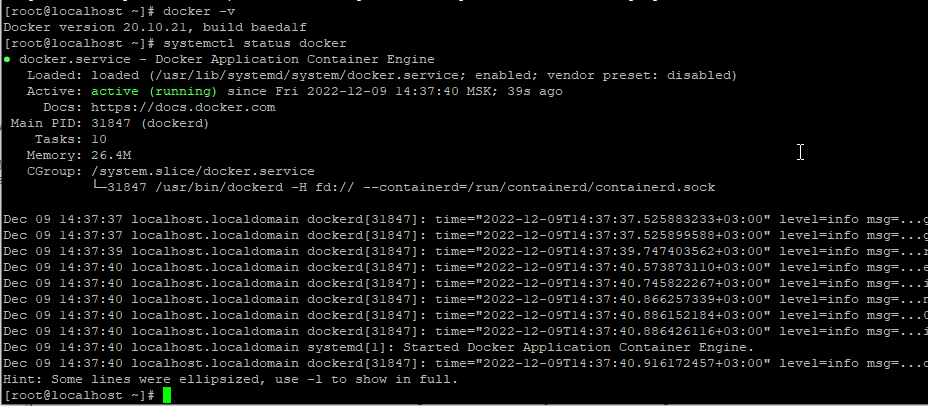 [root@localhost ~]# docker -v
Docker version 20.10.21, build baeda1f
[root@localhost ~]# systemctl status docker
● docker.service - Docker Application Container Engine
   Loaded: loaded (/usr/lib/systemd/system/docker.service; enabled; vendor preset: disabled)
   Active: active (running) since Fri 2022-12-09 14:37:40 MSK; 39s ago
     Docs: https://docs.docker.com
 Main PID: 31847 (dockerd)
    Tasks: 10
   Memory: 26.4M
   CGroup: /system.slice/docker.service
           └─31847 /usr/bin/dockerd -H fd:// --containerd=/run/containerd/containerd.sock

Dec 09 14:37:37 localhost.localdomain dockerd[31847]: time="2022-12-09T14:37:37.525883233+03:00" level=info msg=...g
Dec 09 14:37:37 localhost.localdomain dockerd[31847]: time="2022-12-09T14:37:37.525899588+03:00" level=info msg=...
Dec 09 14:37:39 localhost.localdomain dockerd[31847]: time="2022-12-09T14:37:39.747403562+03:00" level=info msg=...
Dec 09 14:37:40 localhost.localdomain dockerd[31847]: time="2022-12-09T14:37:40.573873110+03:00" level=info msg=...e
Dec 09 14:37:40 localhost.localdomain dockerd[31847]: time="2022-12-09T14:37:40.745822267+03:00" level=info msg=...i
Dec 09 14:37:40 localhost.localdomain dockerd[31847]: time="2022-12-09T14:37:40.866257339+03:00" level=info msg=...n
Dec 09 14:37:40 localhost.localdomain dockerd[31847]: time="2022-12-09T14:37:40.886152184+03:00" level=info msg=...
Dec 09 14:37:40 localhost.localdomain dockerd[31847]: time="2022-12-09T14:37:40.886426116+03:00" level=info msg=...i
Dec 09 14:37:40 localhost.localdomain systemd[1]: Started Docker Application Container Engine.
Dec 09 14:37:40 localhost.localdomain dockerd[31847]: time="2022-12-09T14:37:40.916172457+03:00" level=info msg=...
Hint: Some lines were ellipsized, use -l to show in full.
[root@localhost ~]#